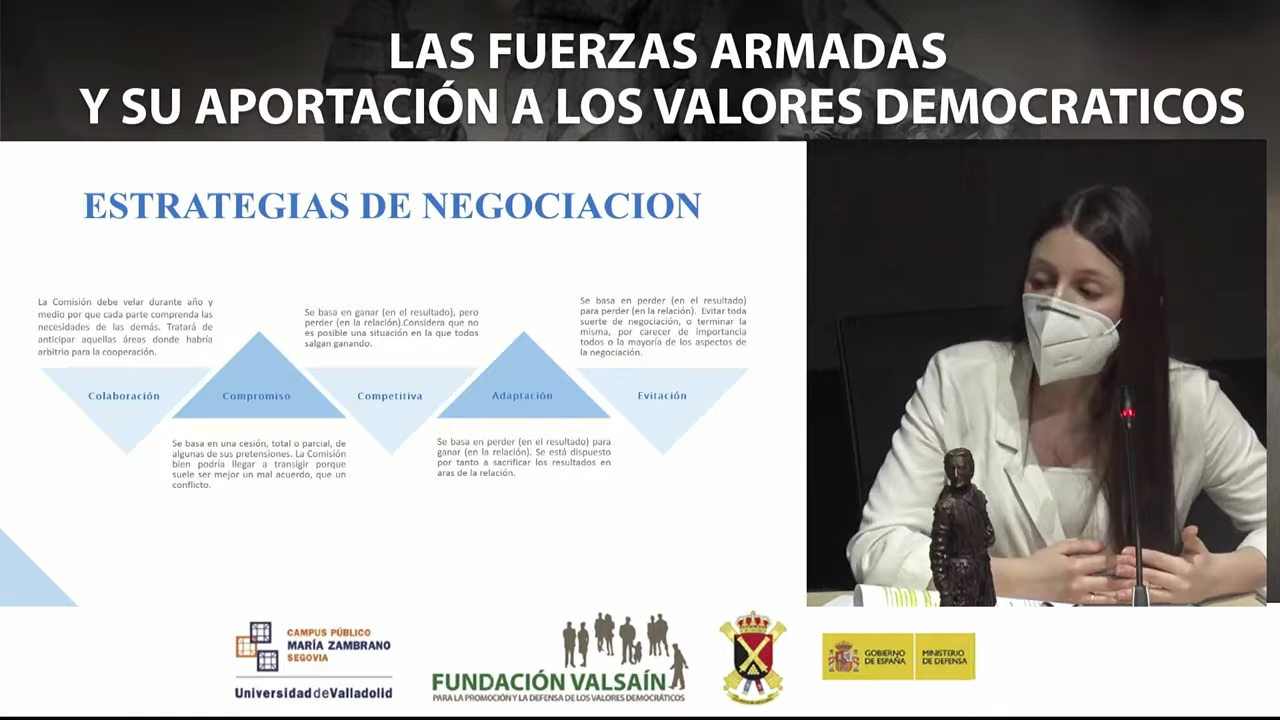 LAS FUERZAS ARMADAS
Y SU APORTACIÓN A LOS VALORES DEMOCRATICOS
ESTRATEGIAS DE NEGOCIACION
La Comisión debe velar durante año y
medio por que cada parte comprenda las
necesidades de las demás. Tratará de
anticipar aquellas áreas donde habría
arbitrio para la cooperación.
Colaboración
Se basa en una cesión, total o parcial, de
algunas de sus pretensiones. La Comisión
bien podría llegar a transigir porque
suele ser mejor un mal acuerdo, que un
conflicto.
Compromiso
Se basa en ganar (en el resultado), pero
perder (en la relación).Considera que no
es posible una situación en la que todos
salgan ganando.
Competitiva
Adaptación
Se basa en perder (en el resultado) para
ganar (en la relación). Se está dispuesto
por tanto a sacrificar los resultados en
aras de la relación.
Se basa en perder (en el resultado)
para perder (en la relación). Evitar toda
suerte de negociación, o terminar la
misma, por carecer de importancia
todos o la mayoría de los aspectos de
la negociación.
Evitación
CAMPUS PÚBLICO
MARÍA ZAMBRANO
SEGOVIA
Universidad de Valladolid
FUNDACIÓN VALSAÍN
PARA LA PROMOCIÓN Y LA DEFENSA DE LOS VALORES DEMOCRÁTICOS
GOBIERNO
DE ESPAÑA
MINISTERIO
DE DEFENSA